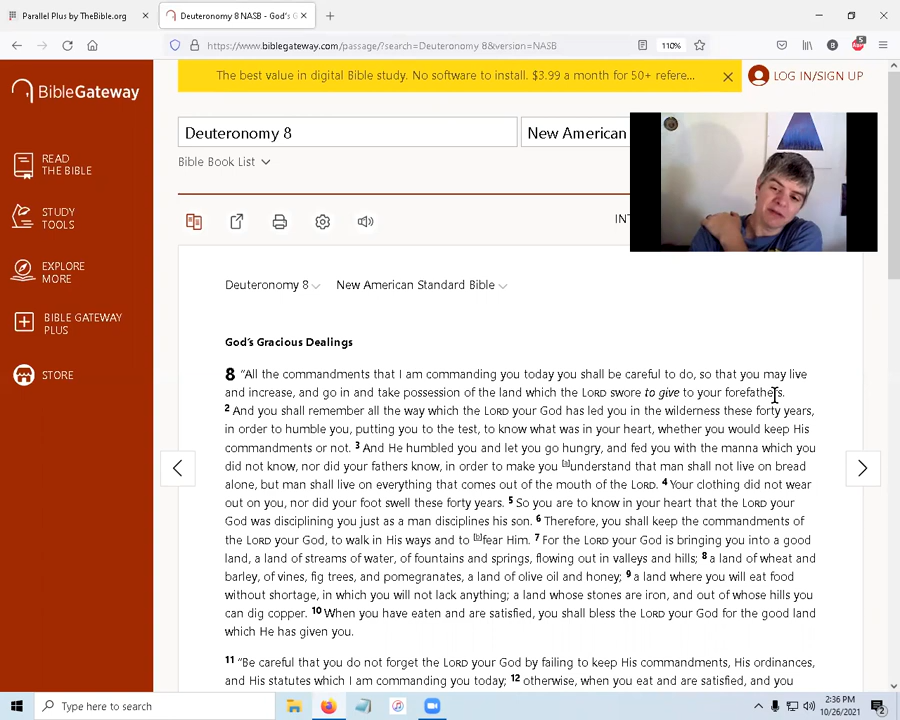 Parallel Plus by TheBible.org
Deuteronomy 8 NASB - God's G
https://www.biblegateway.com/passage/?search=Deuteronomy 8&version=NASB
110%
B
5
The best value in digital Bible study. No software to install. $3.99 a month for 50+ refere...
LOG IN/SIGN UP
BibleGateway
Deuteronomy 8
New American
Bible Book List
READ
THE BIBLE
STUDY
TOOLS
EXPLORE
MORE
BIBLE GATEWAY
PLUS
STORE
INT
Deuteronomy 8
New American Standard Bible
God's Gracious Dealings
8 “All the commandments that I am commanding you today you shall be careful to do, so that you may live
and increase, and go in and take possession of the land which the LORD swore to give to your forefathers.
2 And you shall remember all the way which the LORD your God has led you in the wilderness these forty years,
in order to humble you, putting you to the test, to know what was in your heart, whether you would keep His
commandments or not. 3 And He humbled you and let you go hungry, and fed you with the manna which you
did not know, nor did your fathers know, in order to make you [a]understand that man shall not live on bread
alone, but man shall live on everything that comes out of the mouth of the LORD. 4 Your clothing did not wear
out on you, nor did your foot swell these forty years. 5 So you are to know in your heart that the LORD your
God was disciplining you just as a man disciplines his son. 6 Therefore, you shall keep the commandments of
the LORD your God, to walk in His ways and to [b]fear Him. 7 For the LORD your God is bringing you into a good
land, a land of streams of water, of fountains and springs, flowing out in valleys and hills; 8 a land of wheat and
barley, of vines, fig trees, and pomegranates, a land of olive oil and honey; 9 a land where you will eat food
without shortage, in which you will not lack anything; a land whose stones are iron, and out of whose hills you
can dig copper. 10 When you have eaten and are satisfied, you shall bless the LORD your God for the good land
which He has given you.
11 “Be careful that you do not forget the LORD your God by failing to keep His commandments, His ordinances,
and His statutes which I am commanding you today; 12 otherwise, when you eat and are satisfied, and you
Type here to search
2:36 PM
10/26/2021
2